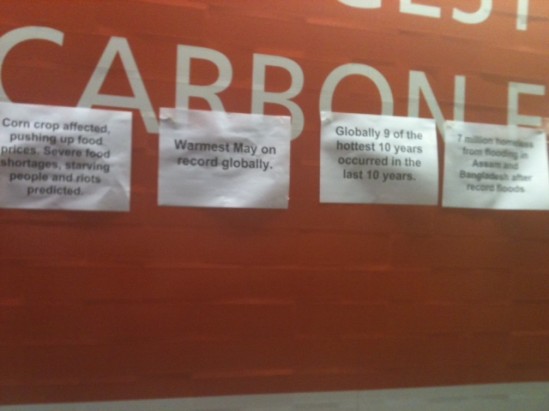 GEST
CARBON F
Corn crop affected,
pushing up food
prices. Severe food
shortages, starving
people and riots
predicted.
Warmest May on
record globally.
Globally 9 of the
hottest 10 years
occurred in the
last 10 years.
7 million homeless
from flooding in
Assam and
Bangladesh after
record floods.